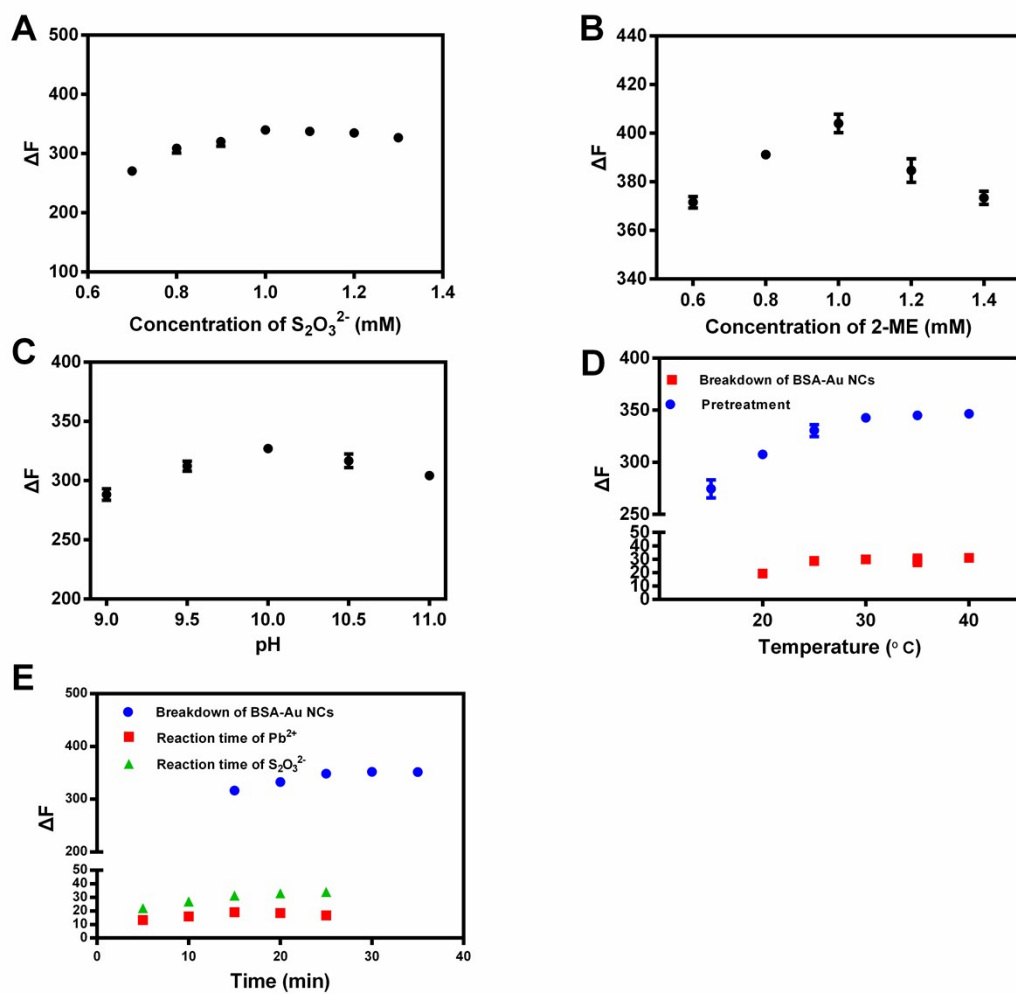 A
500
400
300
200
100
ΔF
0.6 0.8 1.0 1.2 1.4
Concentration of S₂O₃²⁻ (mM)
B
440
420
400
380
360
340
ΔF
0.6 0.8 1.0 1.2 1.4
Concentration of 2-ME (mM)
C
400
350
300
250
200
ΔF
9.0 9.5 10.0 10.5 11.0
pH
D
Breakdown of BSA-Au NCs
Pretreatment
400
350
300
250
50
40
30
20
10
0
ΔF
20 30 40
Temperature (° C)
E
Breakdown of BSA-Au NCs
Reaction time of Pb²⁺
Reaction time of S₂O₃²⁻
500
400
300
200
50
40
30
20
10
0
ΔF
0 10 20 30 40
Time (min)